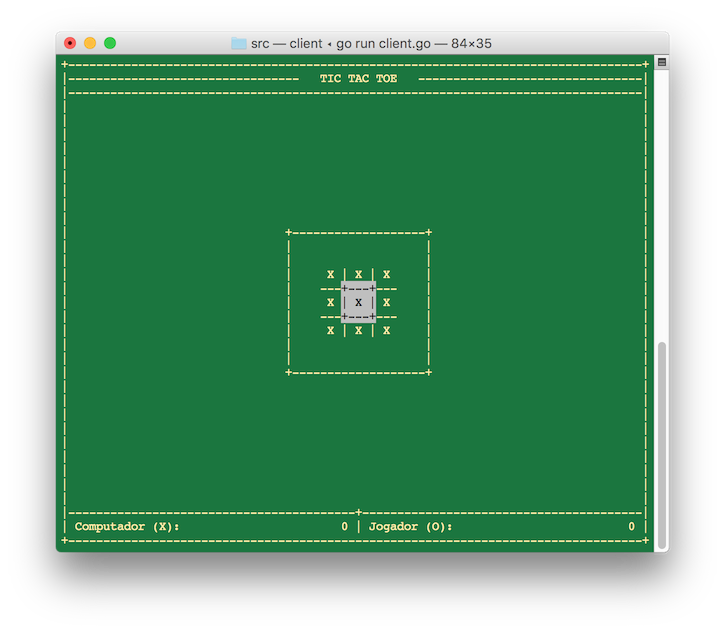 src — client ◂ go run client.go — 84×35
TIC TAC TOE
X | X | X
X | X | X
X | X | X
Computador (X): 0 | Jogador (O): 0